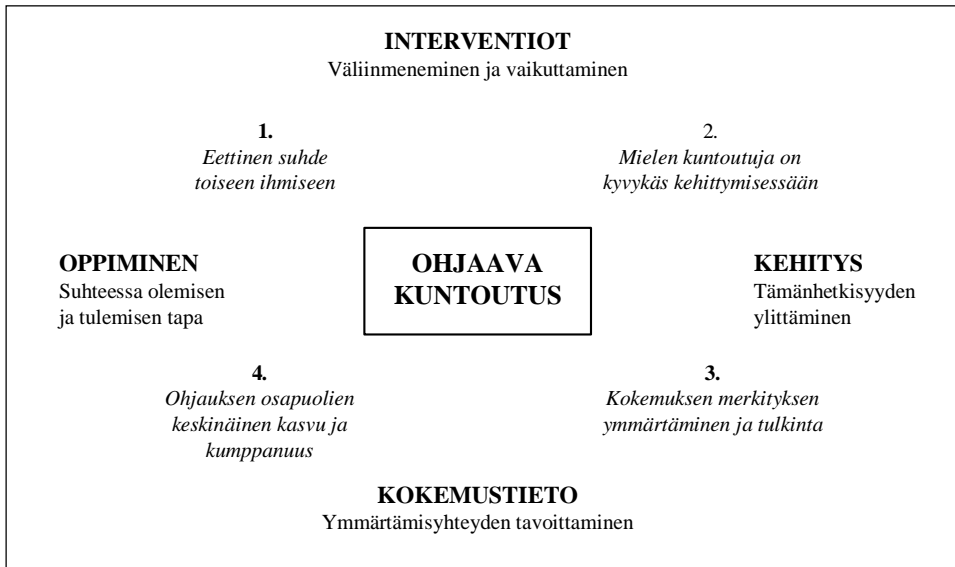 INTERVENTIOT
Väliinmeneminen ja vaikuttaminen
1.
Eettinen suhde
toiseen ihmiseen
2.
Mielen kuntoutuja on
kyvykäs kehittymisessään
OPPIMINEN
Suhteessa olemisen
ja tulemisen tapa
OHJAAVA
KUNTOUTUS
KEHITYS
Tämänhetkisyyden
ylittäminen
4.
Ohjauksen osapuolien
keskinäinen kasvu ja
kumppanuus
3.
Kokemuksen merkityksen
ymmärtäminen ja tulkinta
KOKEMUSTIETO
Ymmärtämisyhteyden tavoittaminen